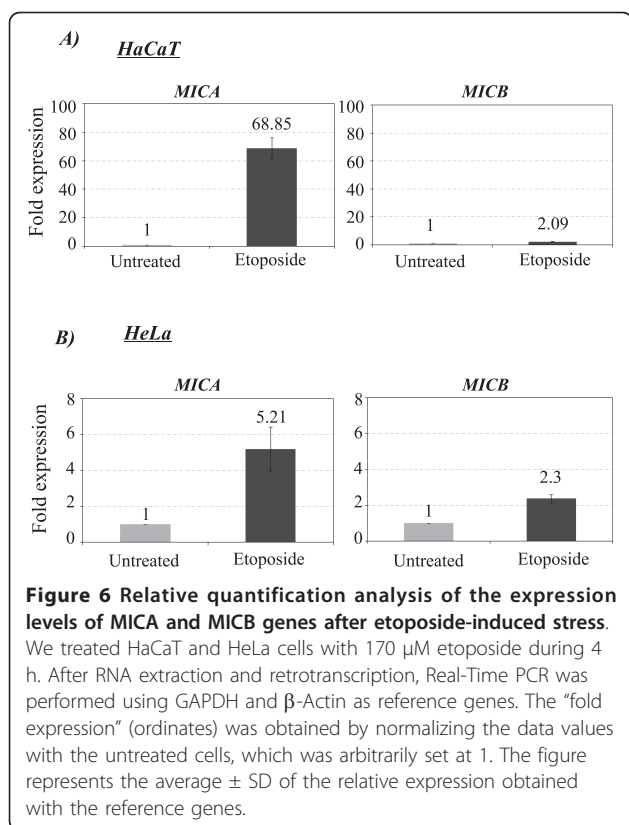 A) HaCaT
MICA
MICB
Fold expression
100
80
60
40
20
0
1
68.85
Untreated
Etoposide
100
80
60
40
20
0
1
2.09
Untreated
Etoposide
B) HeLa
MICA
MICB
Fold expression
8
6
4
2
0
1
5.21
Untreated
Etoposide
8
6
4
2
0
1
2.3
Untreated
Etoposide
Figure 6 Relative quantification analysis of the expression
levels of MICA and MICB genes after etoposide-induced stress.
We treated HaCaT and HeLa cells with 170 μM etoposide during 4
h. After RNA extraction and retrotranscription, Real-Time PCR was
performed using GAPDH and β-Actin as reference genes. The “fold
expression” (ordinates) was obtained by normalizing the data values
with the untreated cells, which was arbitrarily set at 1. The figure
represents the average ± SD of the relative expression obtained
with the reference genes.